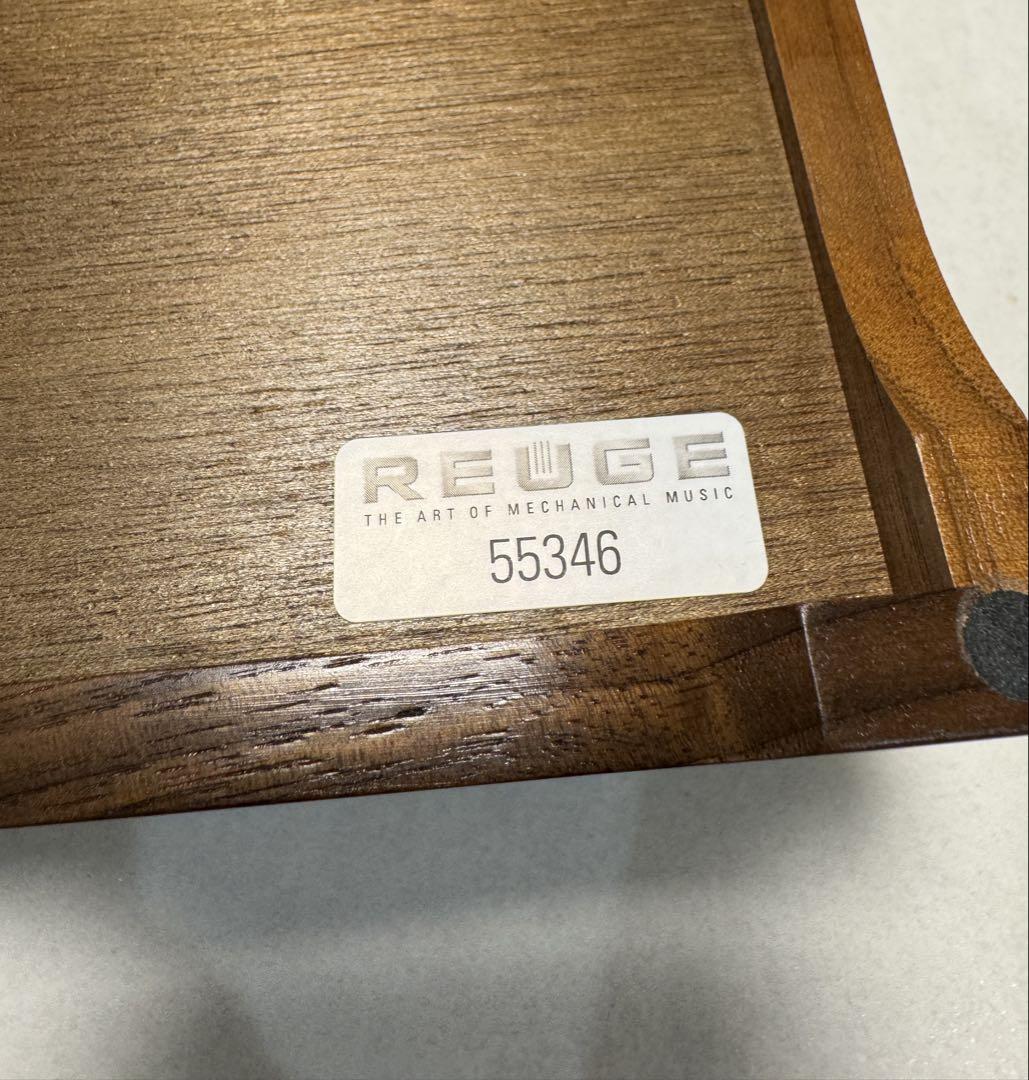 REUGE
THE ART OF MECHANICAL MUSIC
55346